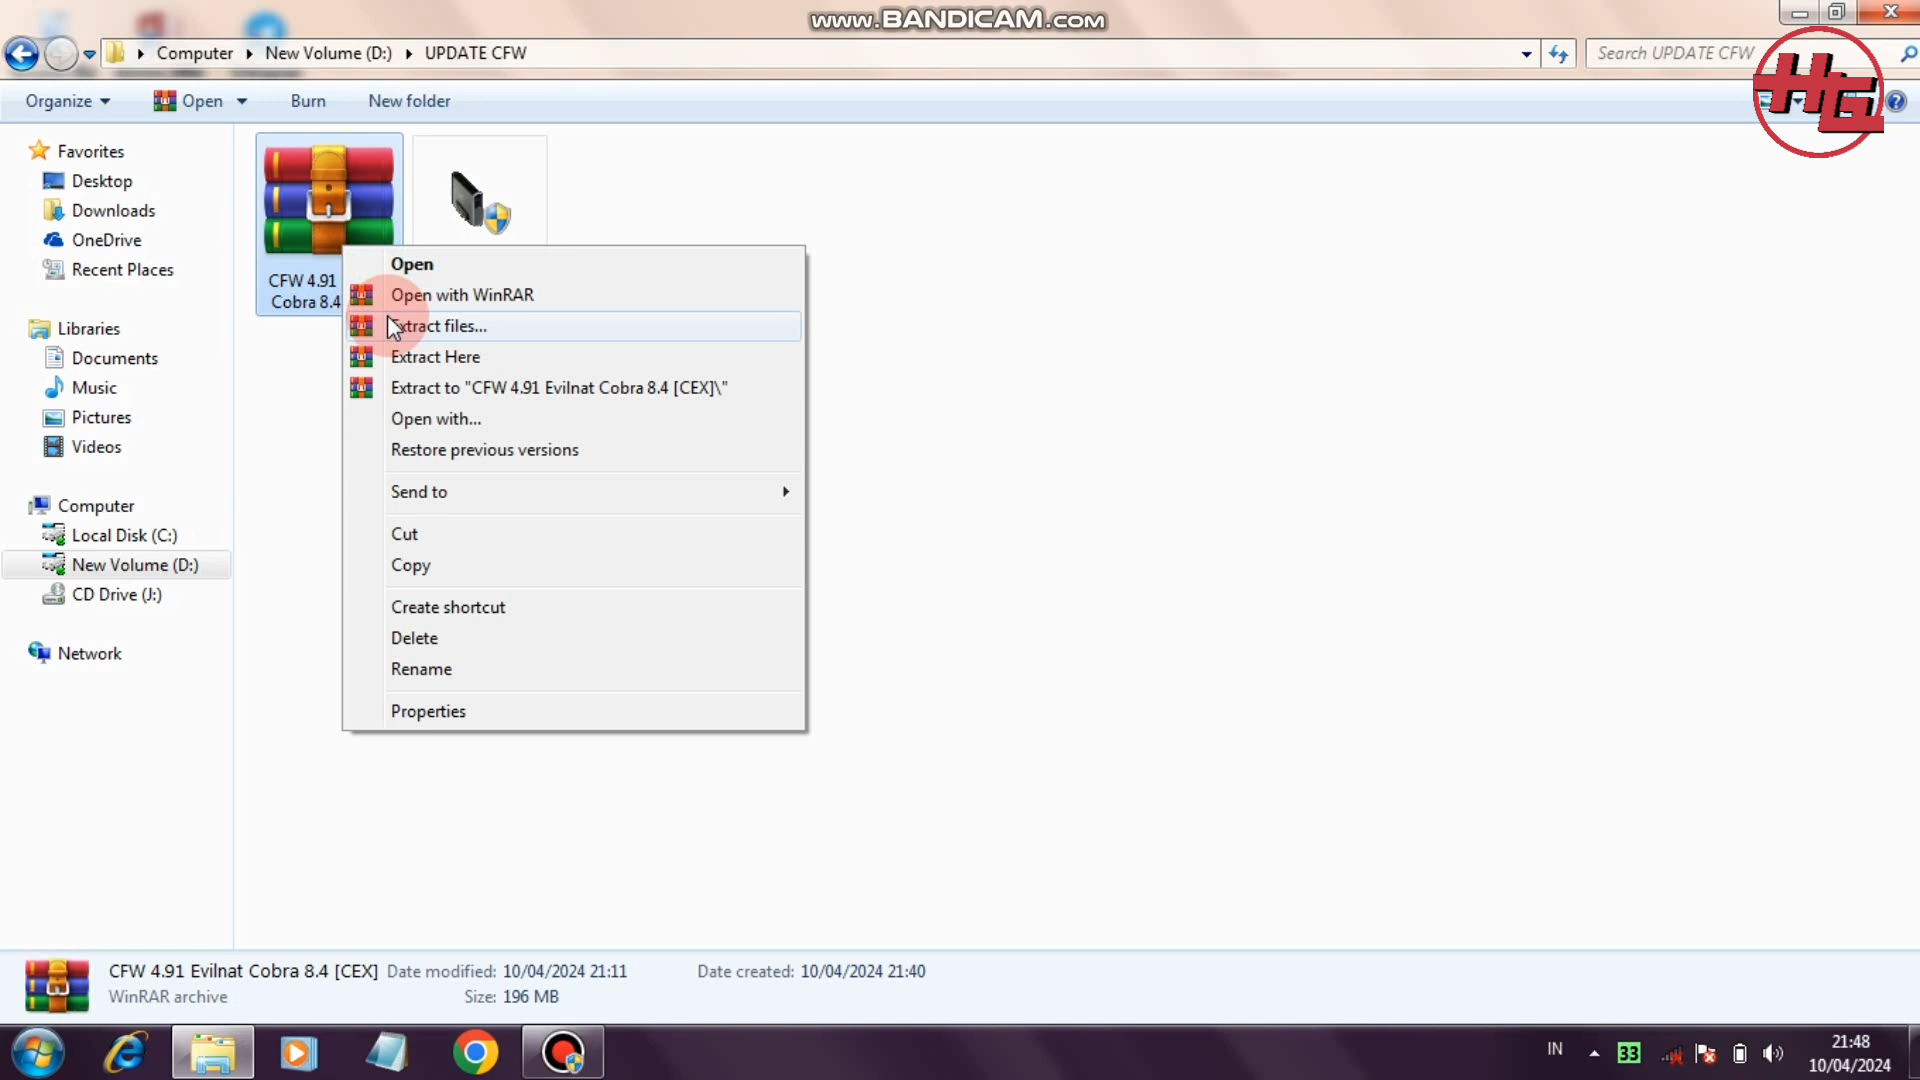 www.BANDICAM.com
Computer
New Volume (D:)
UPDATE CFW
Search UPDATE CFW
HG
Organize
Open
Burn
New folder
Favorites
Desktop
Downloads
OneDrive
Recent Places
Libraries
Documents
Music
Pictures
Videos
Computer
Local Disk (C:)
New Volume (D:)
CD Drive (J:)
Network
CFW 4.91
Cobra 8.4
Open
Open with WinRAR
Extract files...
Extract Here
Extract to "CFW 4.91 Evilnat Cobra 8.4 [CEX]\"
Open with...
Restore previous versions
Send to
Cut
Copy
Create shortcut
Delete
Rename
Properties
CFW 4.91 Evilnat Cobra 8.4 [CEX] Date modified: 10/04/2024 21:11 Date created: 10/04/2024 21:40
WinRAR archive Size: 196 MB
IN
33
21:48
10/04/2024